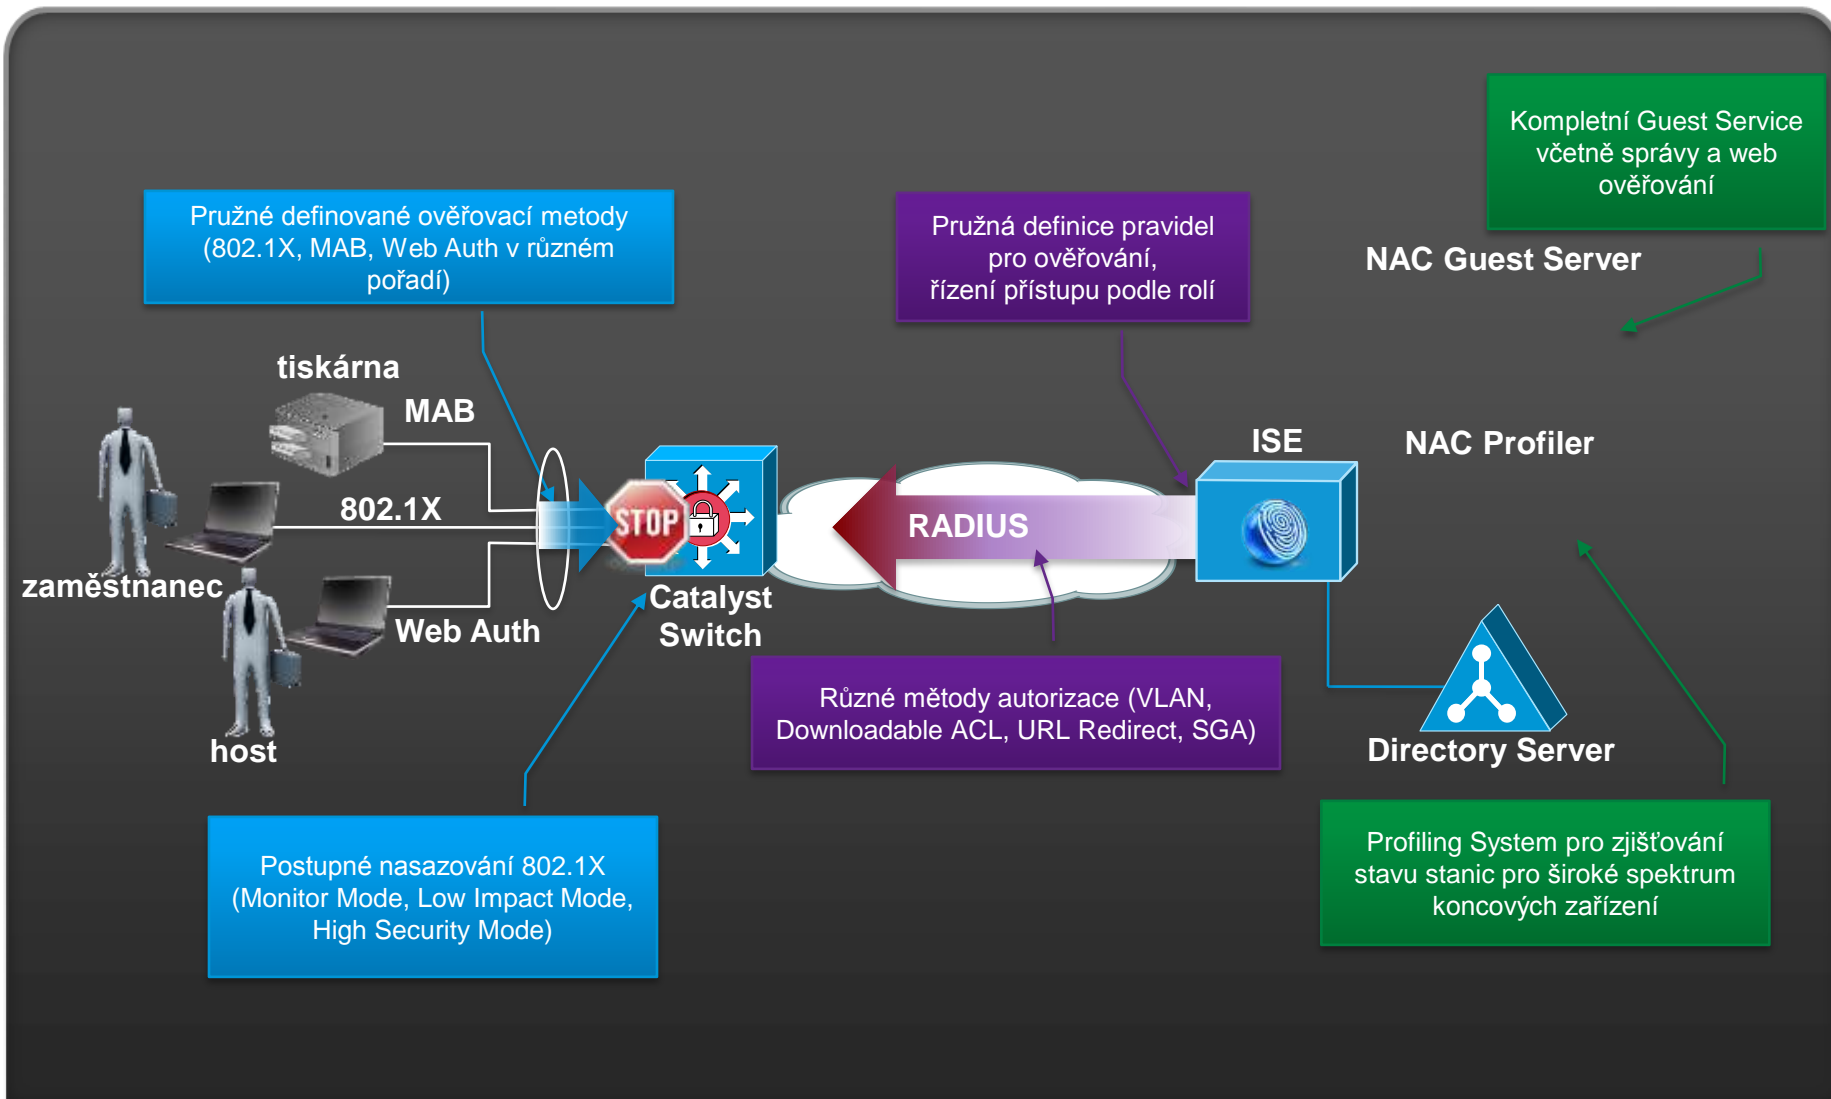 Kompletní Guest Service
včetně správy a web
ověřování
Pružné definované ověřovací metody
(802.1X, MAB, Web Auth v různém
pořadí)
Pružná definice pravidel
pro ověřování,
řízení přístupu podle rolí
NAC Guest Server
tiskárna
MAB
ISE
NAC Profiler
802.1X
STOP
RADIUS
zaměstnanec
Catalyst
Switch
Web Auth
host
Různé mětody autorizace (VLAN,
Downloadable ACL, URL Redirect, SGA)
Directory Server
Postupné nasazování 802.1X
(Monitor Mode, Low Impact Mode,
High Security Mode)
Profiling System pro zjišťování
stavu stanic pro široké spektrum
koncových zařízení